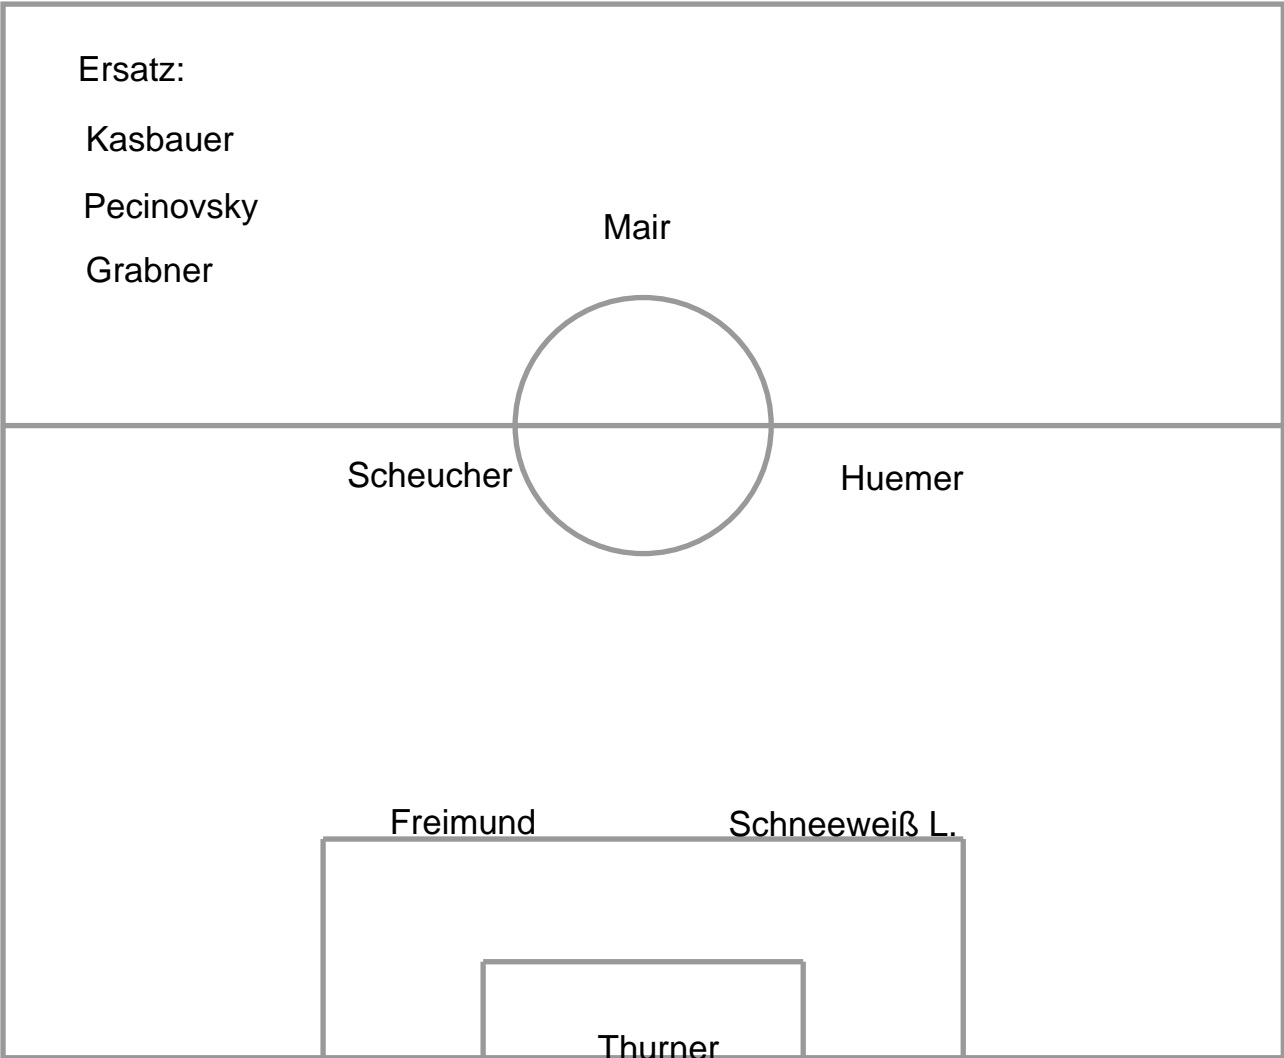 Ersatz:
Kasbauer
Pecinovsky
Mair
Grabner
Scheucher
Huemer
Freimund
Schneeweiß L.
Thurner